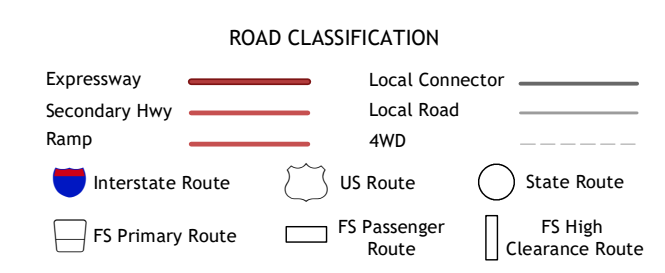 ROAD CLASSIFICATION
Expressway
Local Connector
Secondary Hwy
Local Road
Ramp
4WD
Interstate Route
US Route
State Route
FS Primary Route
FS Passenger
Route
FS High
Clearance Route